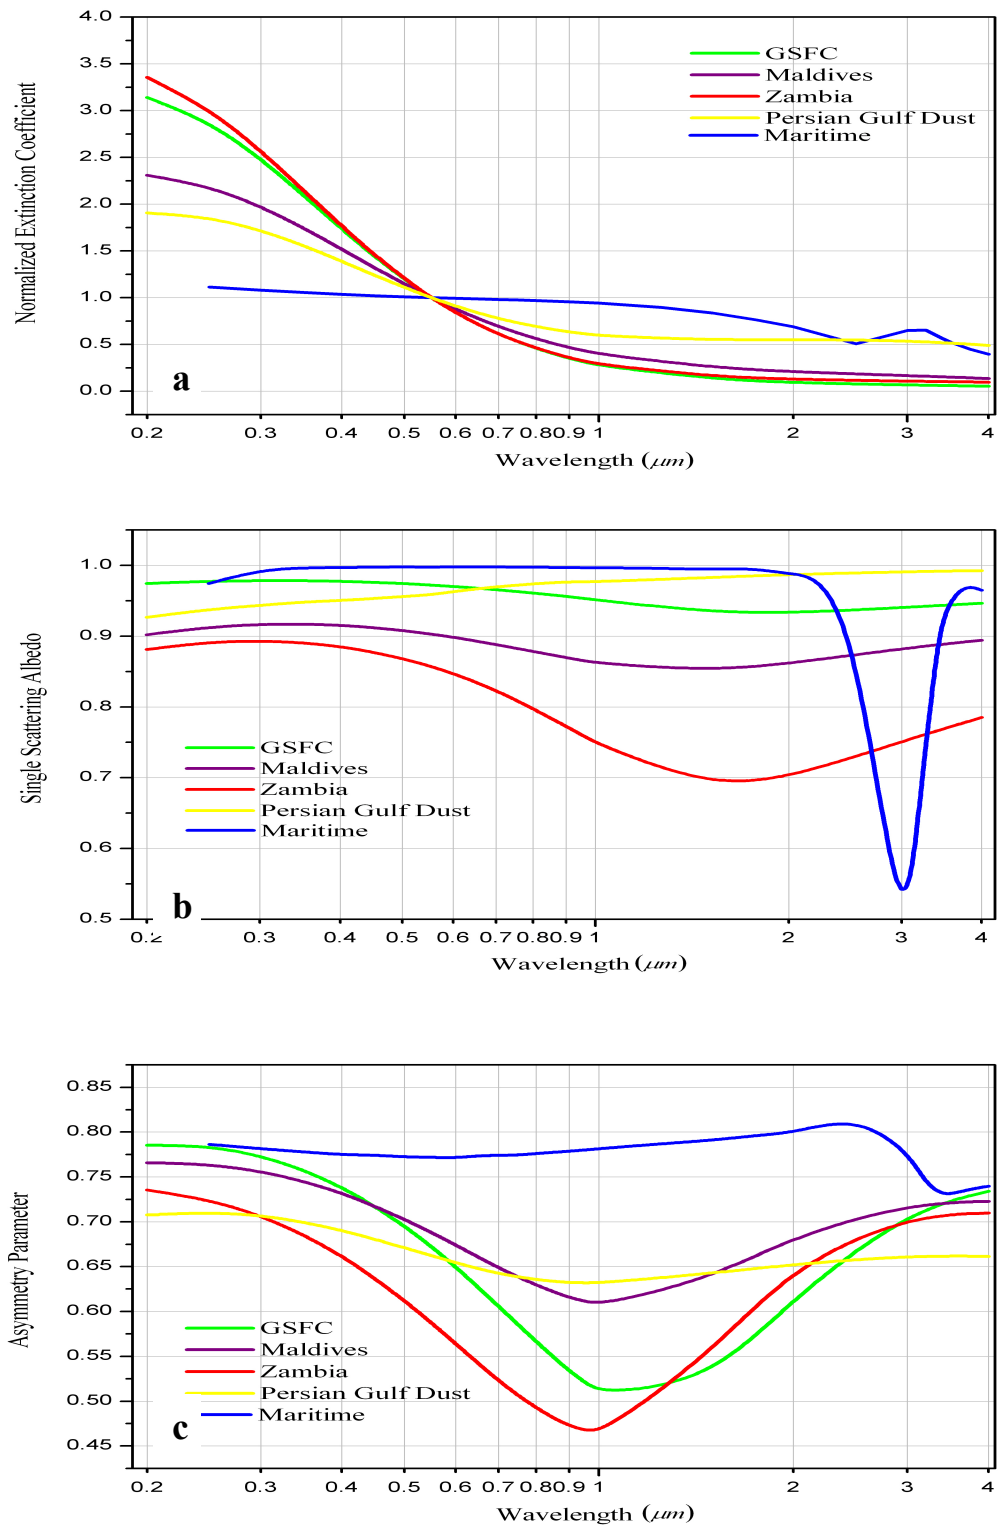 4.0
3.5
3.0
2.5
2.0
1.5
1.0
0.5
0.0
Normalized Extinction Coefficient
GSFC
Maldives
Zambia
Persian Gulf Dust
Maritime
a
0.2 0.3 0.4 0.5 0.6 0.7 0.8 0.9 1 2 3 4
Wavelength (μm)
1.0
0.9
0.8
0.7
0.6
0.5
Single Scattering Albedo
GSFC
Maldives
Zambia
Persian Gulf Dust
Maritime
b
0.2 0.3 0.4 0.5 0.6 0.7 0.8 0.9 1 2 3 4
Wavelength (μm)
0.85
0.80
0.75
0.70
0.65
0.60
0.55
0.50
0.45
Asymmetry Parameter
GSFC
Maldives
Zambia
Persian Gulf Dust
Maritime
c
0.2 0.3 0.4 0.5 0.6 0.7 0.8 0.9 1 2 3 4
Wavelength (μm)